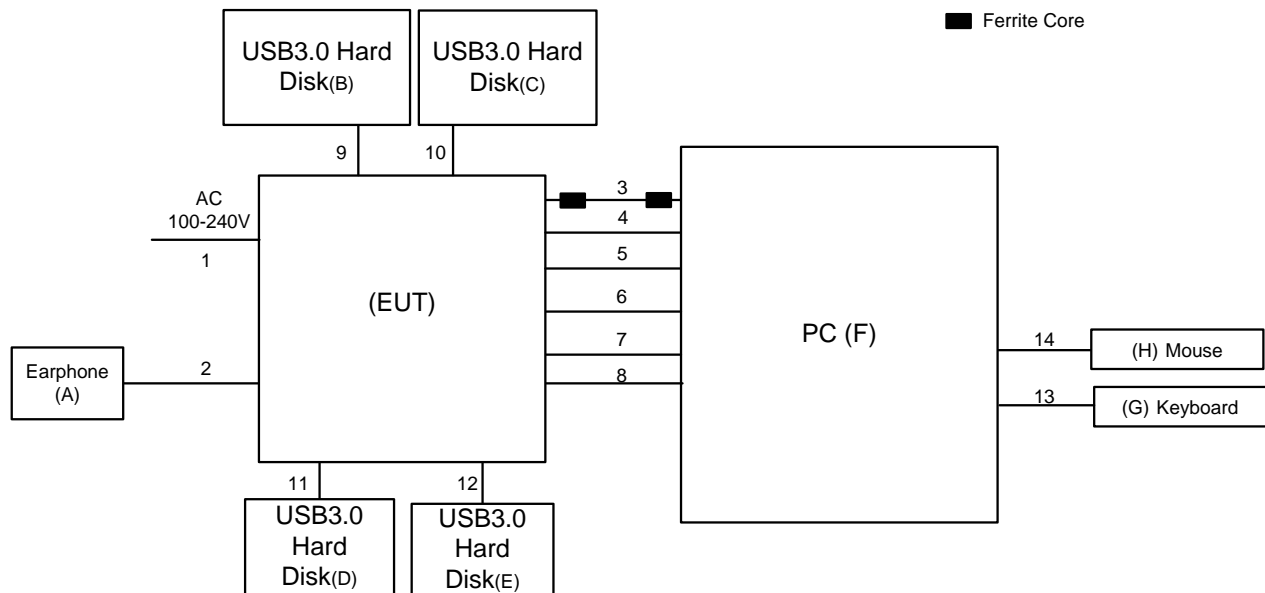 Ferrite Core
USB3.0 Hard
Disk(B)
USB3.0 Hard
Disk(C)
9
10
AC
100-240V
1
3
4
5
6
7
8
(EUT)
PC (F)
Earphone
(A)
2
14
(H) Mouse
13
(G) Keyboard
11
12
USB3.0
Hard
Disk(D)
USB3.0
Hard
Disk(E)